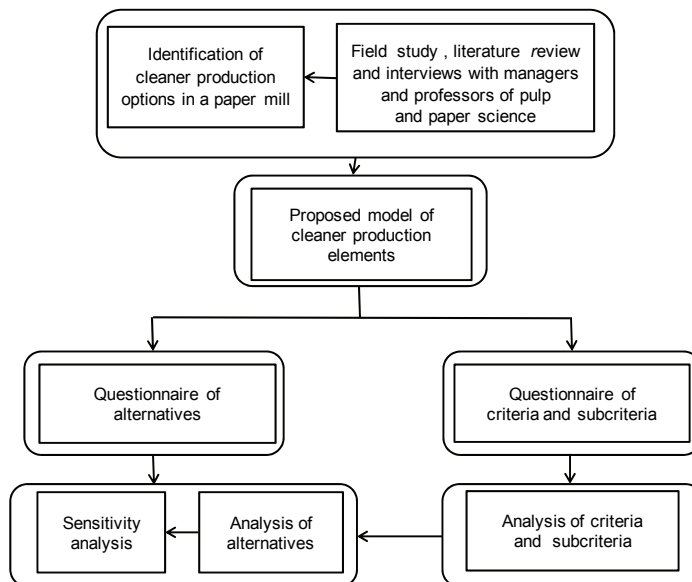 Identification of
cleaner production
options in a paper mill
Field study , literature review
and interviews with managers
and professors of pulp
and paper science
Proposed model of
cleaner production
elements
Questionnaire of
alternatives
Questionnaire of
criteria and subcriteria
Sensitivity
analysis
Analysis of
alternatives
Analysis of criteria
and subcriteria